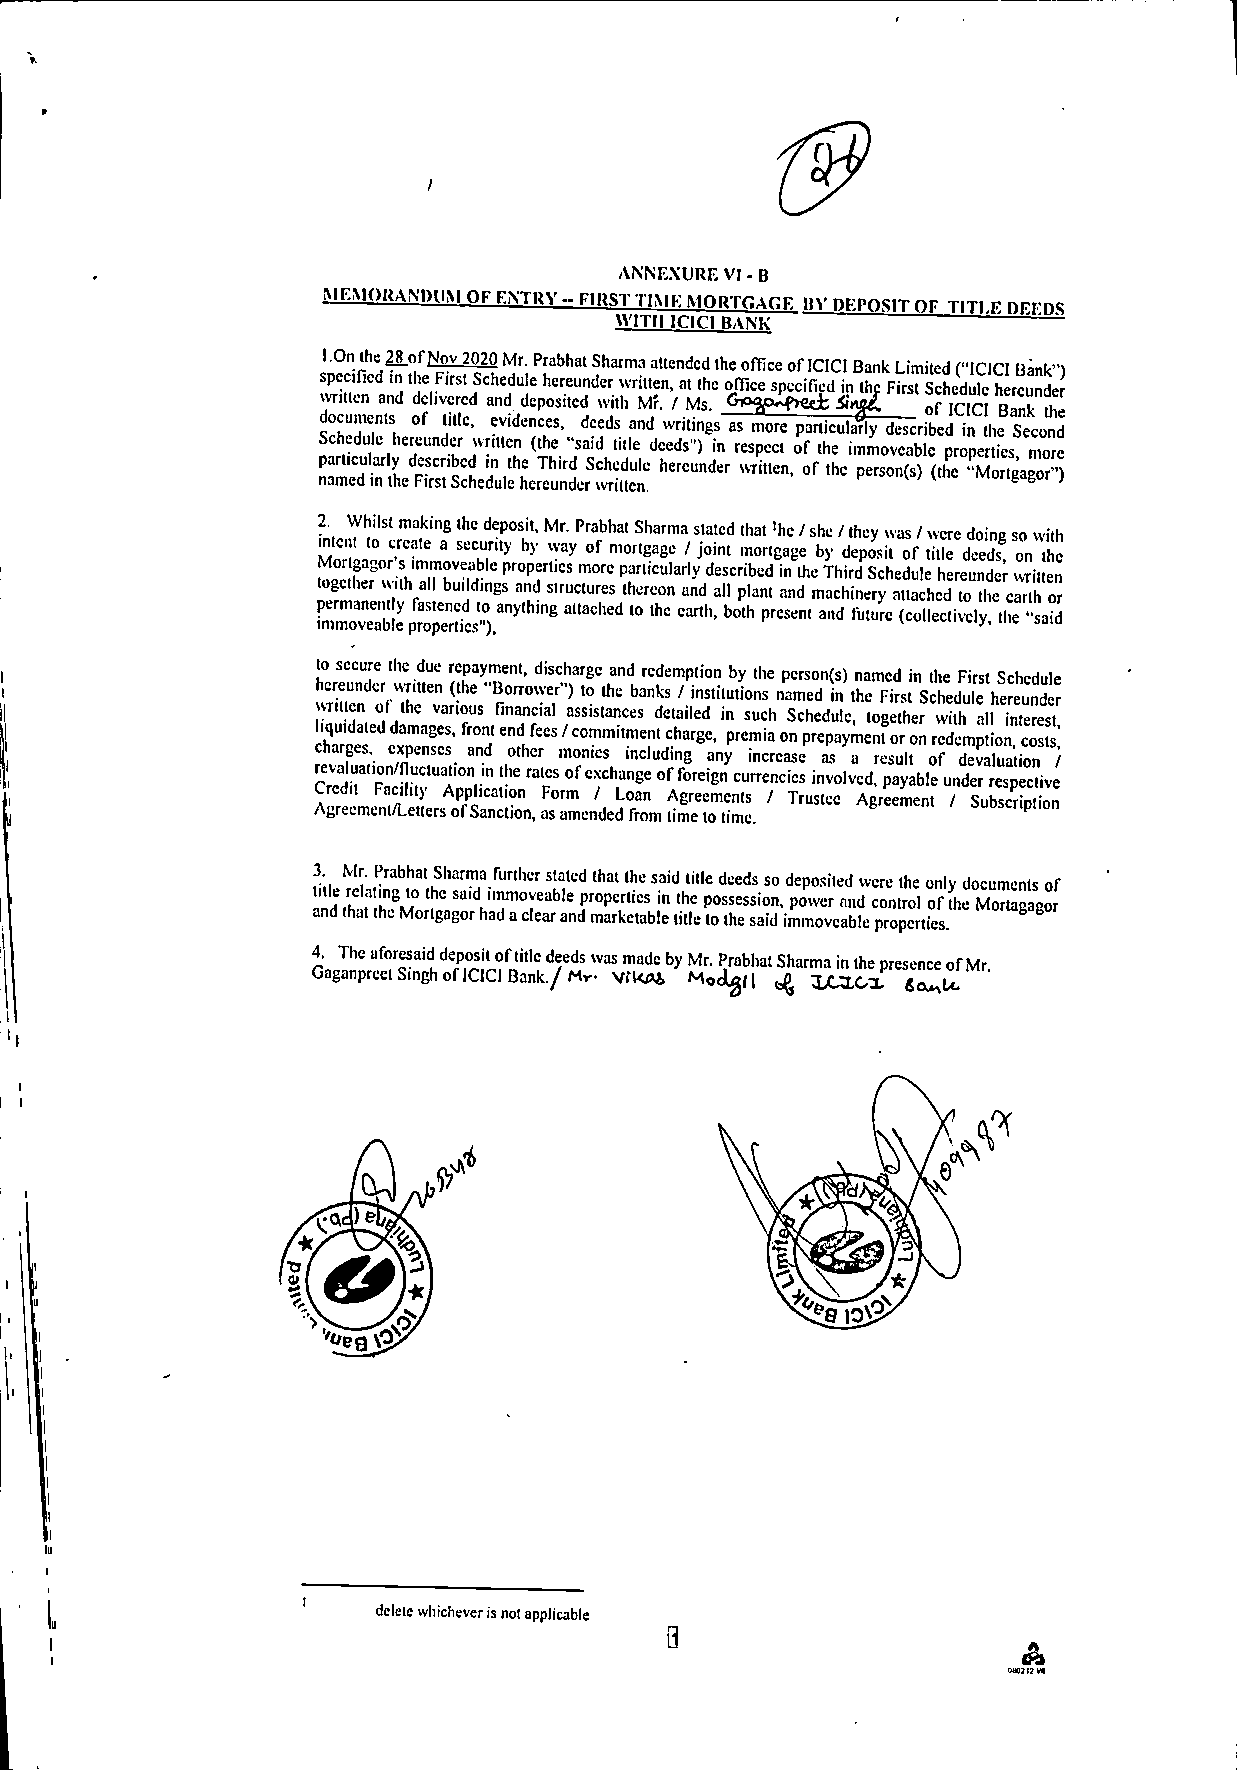 26
ANNEXURE VI - B
MEMORANDUM OF ENTRY -- FIRST TIME MORTGAGE BY DEPOSIT OF TITLE DEEDS
WITH ICICI BANK
1.On the 28 of Nov 2020 Mr. Prabhat Sharma attended the office of ICICI Bank Limited ("ICICI Bank")
specified in the First Schedule hereunder written, at the office specified in the First Schedule hereunder
written and delivered and deposited with Mr. / Ms. Gaganpreet Singh of ICICI Bank the
documents of title, evidences, deeds and writings as more particularly described in the Second
Schedule hereunder written (the "said title deeds") in respect of the immoveable properties, more
particularly described in the Third Schedule hereunder written, of the person(s) (the "Mortgagor")
named in the First Schedule hereunder written.
2. Whilst making the deposit, Mr. Prabhat Sharma stated that ¹he / she / they was / were doing so with
intent to create a security by way of mortgage / joint mortgage by deposit of title deeds, on the
Mortgagor's immoveable properties more particularly described in the Third Schedule hereunder written
together with all buildings and structures thereon and all plant and machinery attached to the earth or
permanently fastened to anything attached to the earth, both present and future (collectively, the "said
immoveable properties"),
to secure the due repayment, discharge and redemption by the person(s) named in the First Schedule
hereunder written (the "Borrower") to the banks / institutions named in the First Schedule hereunder
written of the various financial assistances detailed in such Schedule, together with all interest,
liquidated damages, front end fees / commitment charge, premia on prepayment or on redemption, costs,
charges, expenses and other monies including any increase as a result of devaluation /
revaluation/fluctuation in the rates of exchange of foreign currencies involved, payable under respective
Credit Facility Application Form / Loan Agreements / Trustee Agreement / Subscription
Agreement/Letters of Sanction, as amended from time to time.
3. Mr. Prabhat Sharma further stated that the said title deeds so deposited were the only documents of
title relating to the said immoveable properties in the possession, power and control of the Mortagagor
and that the Mortgagor had a clear and marketable title to the said immoveable properties.
4. The aforesaid deposit of title deeds was made by Mr. Prabhat Sharma in the presence of Mr.
Gaganpreet Singh of ICICI Bank. / Mr. Vikas Modgil of ICICI Bank
409987
ICICI Bank Limited ★ Ludhiana (Pb.) ★
ICICI Bank Limited ★ Ludhiana (Pb.) ★
1 delete whichever is not applicable
1